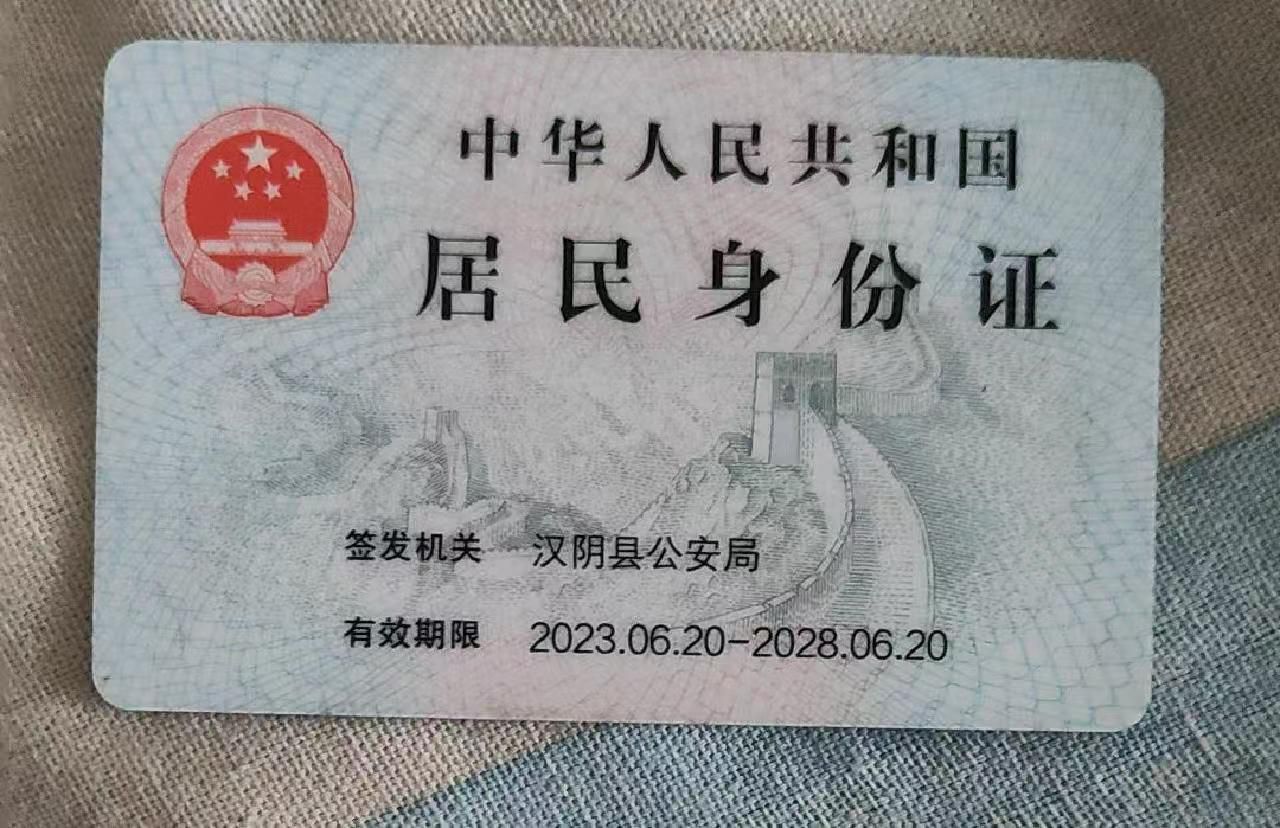 中华人民共和国
居民身份证
签发机关 汉阴县公安局
有效期限 2023.06.20-2028.06.20